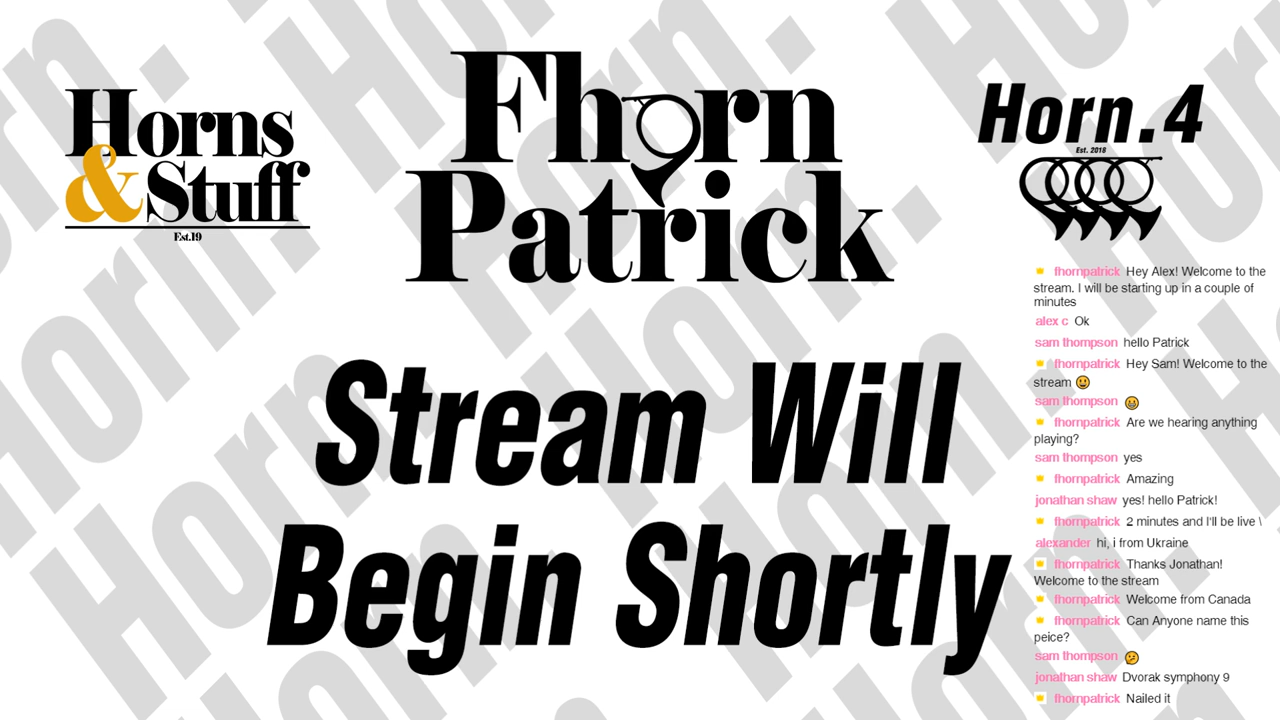 Horns
& Stuff
Est.19
Fhorn
Patrick
Horn.4
Est. 2018
Stream Will
Begin Shortly
fhornpatrick Hey Alex! Welcome to the
stream. I will be starting up in a couple of
minutes
alex c Ok
sam thompson hello Patrick
fhornpatrick Hey Sam! Welcome to the
stream 😀
sam thompson 😀
fhornpatrick Are we hearing anything
playing?
sam thompson yes
fhornpatrick Amazing
jonathan shaw yes! hello Patrick!
fhornpatrick 2 minutes and I'll be live \
alexander hi, i from Ukraine
fhornpatrick Thanks Jonathan!
Welcome to the stream
fhornpatrick Welcome from Canada
fhornpatrick Can Anyone name this
peice?
sam thompson 😕
jonathan shaw Dvorak symphony 9
fhornpatrick Nailed it
Horn. Horn. Horn.